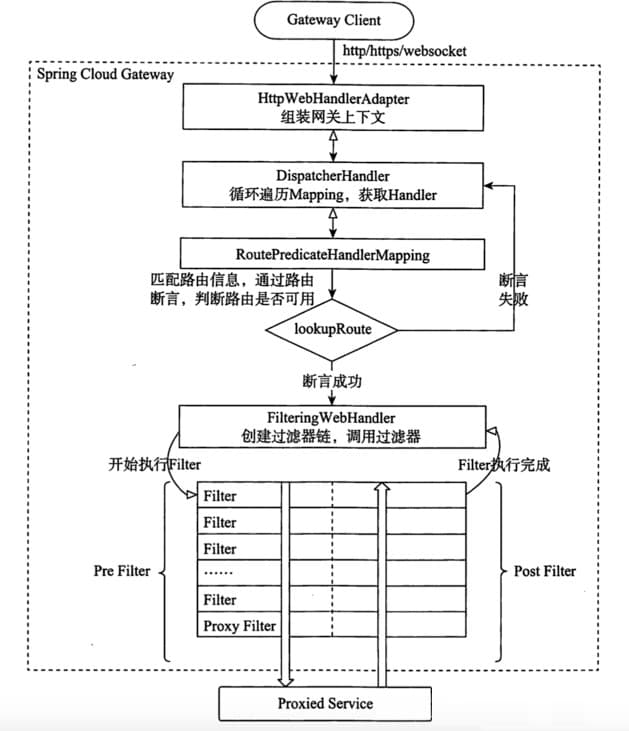 Gateway Client
http/https/websocket
Spring Cloud Gateway
HttpWebHandlerAdapter
组装网关上下文
DispatcherHandler
循环遍历Mapping，获取Handler
RoutePredicateHandlerMapping
匹配路由信息，通过路由
断言，判断路由是否可用
断言
失败
lookupRoute
断言成功
FilteringWebHandler
创建过滤器链，调用过滤器
开始执行Filter
Filter执行完成
Filter
Filter
Filter
……
Filter
Proxy Filter
Pre Filter
Post Filter
Proxied Service